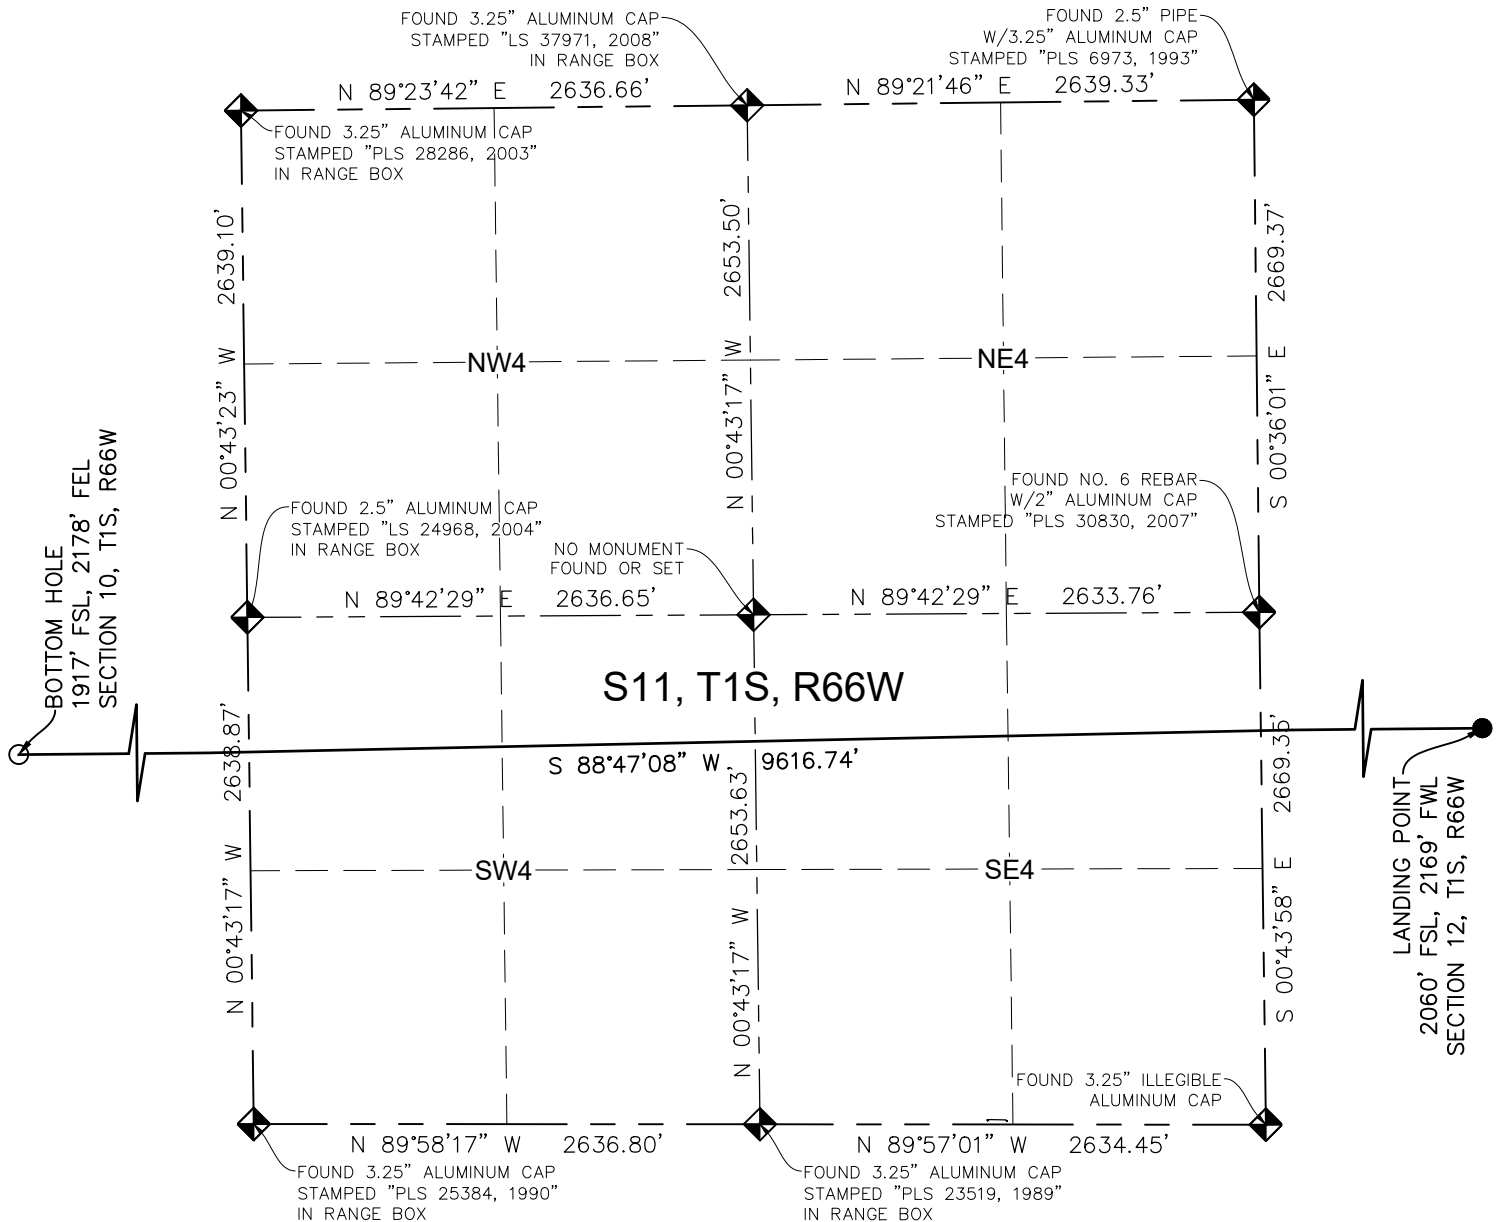 FOUND 3.25” ALUMINUM CAP
STAMPED ”LS 37971, 2008”
IN RANGE BOX
FOUND 2.5” PIPE
W/3.25” ALUMINUM CAP
STAMPED ”PLS 6973, 1993”
N 89°23'42” E 2636.66'
N 89°21'46” E 2639.33'
FOUND 3.25” ALUMINUM CAP
STAMPED ”PLS 28286, 2003”
IN RANGE BOX
N 00°43'23” W 2639.10'
N 00°43'17” W 2653.50'
S 00°36'01” E 2669.37'
NW4
NE4
FOUND 2.5” ALUMINUM CAP
STAMPED ”LS 24968, 2004”
IN RANGE BOX
NO MONUMENT
FOUND OR SET
FOUND NO. 6 REBAR
W/2” ALUMINUM CAP
STAMPED ”PLS 30830, 2007”
N 89°42'29” E 2636.65'
N 89°42'29” E 2633.76'
BOTTOM HOLE
1917' FSL, 2178' FEL
SECTION 10, T1S, R66W
S11, T1S, R66W
S 88°47'08” W 9616.74'
N 00°43'17” W 2638.87'
N 00°43'17” W 2653.63'
S 00°43'58” E 2669.35'
LANDING POINT
2060' FSL, 2169' FWL
SECTION 12, T1S, R66W
SW4
SE4
FOUND 3.25” ILLEGIBLE
ALUMINUM CAP
N 89°58'17” W 2636.80'
N 89°57'01” W 2634.45'
FOUND 3.25” ALUMINUM CAP
STAMPED ”PLS 25384, 1990”
IN RANGE BOX
FOUND 3.25” ALUMINUM CAP
STAMPED ”PLS 23519, 1989”
IN RANGE BOX